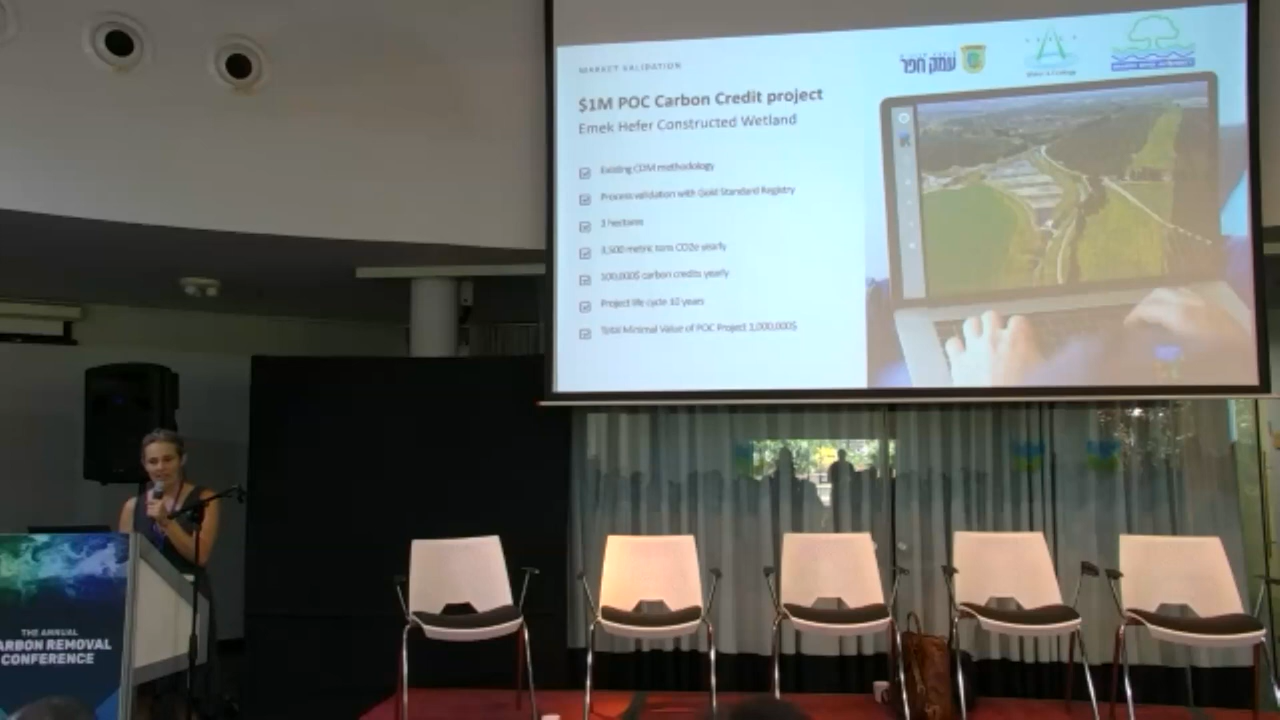 MARKET VALIDATION
$1M POC Carbon Credit project
Emek Hefer Constructed Wetland
Existing CDM methodology
Process validation with Gold Standard Registry
3 hectares
3,500 metric tons CO2e yearly
100,000$ carbon credits yearly
Project life cycle 10 years
Total Minimal Value of POC Project 1,000,000$
עמק חפר
THE ANNUAL
ARBON REMOVAL
CONFERENCE